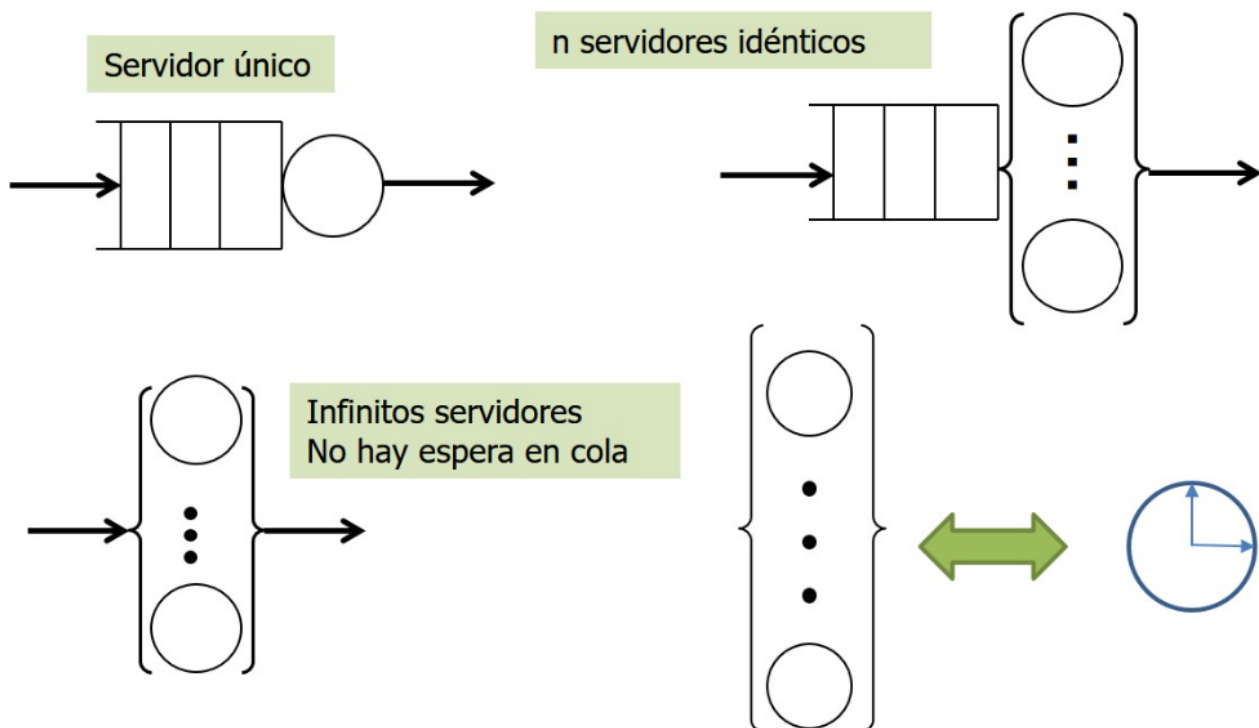 Servidor único
n servidores idénticos
Infinitos servidores
No hay espera en cola